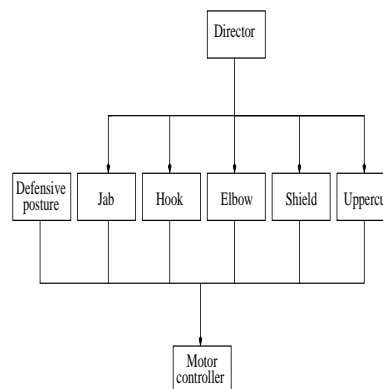 Director
Defensive
posture
Jab
Hook
Elbow
Shield
Uppercu
Motor
controller